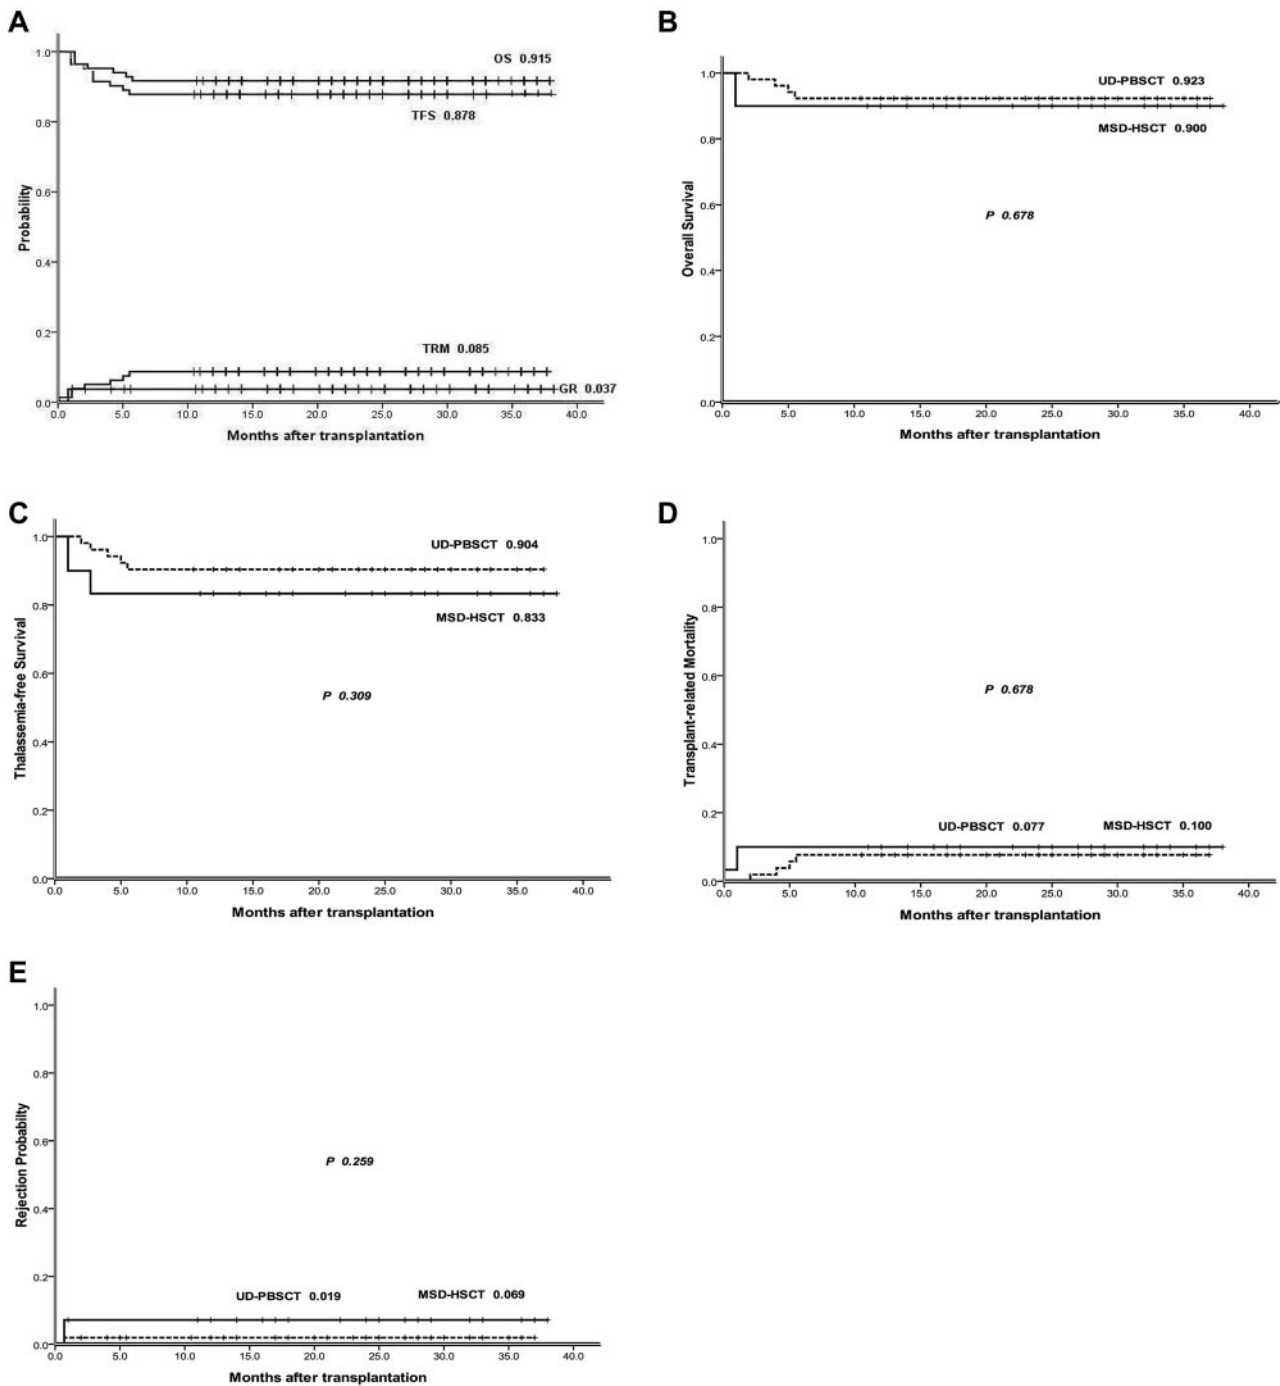 A
Probability
1.0
0.8
0.6
0.4
0.2
0.0
OS 0.915
TFS 0.878
TRM 0.085
GR 0.037
0.0 5.0 10.0 15.0 20.0 25.0 30.0 35.0 40.0
Months after transplantation
B
Overall Survival
1.0
0.8
0.6
0.4
0.2
0.0
UD-PBSCT 0.923
MSD-HSCT 0.900
P 0.678
0.0 5.0 10.0 15.0 20.0 25.0 30.0 35.0 40.0
Months after transplantation
C
Thalassemia-free Survival
1.0
0.8
0.6
0.4
0.2
0.0
UD-PBSCT 0.904
MSD-HSCT 0.833
P 0.309
0.0 5.0 10.0 15.0 20.0 25.0 30.0 35.0 40.0
Months after transplantation
D
Transplant-related Mortality
1.0
0.8
0.6
0.4
0.2
0.0
P 0.678
UD-PBSCT 0.077 MSD-HSCT 0.100
0.0 5.0 10.0 15.0 20.0 25.0 30.0 35.0 40.0
Months after transplantation
E
Rejection Probabilty
1.0
0.8
0.6
0.4
0.2
0.0
P 0.259
UD-PBSCT 0.019 MSD-HSCT 0.069
0.0 5.0 10.0 15.0 20.0 25.0 30.0 35.0 40.0
Months after transplantation